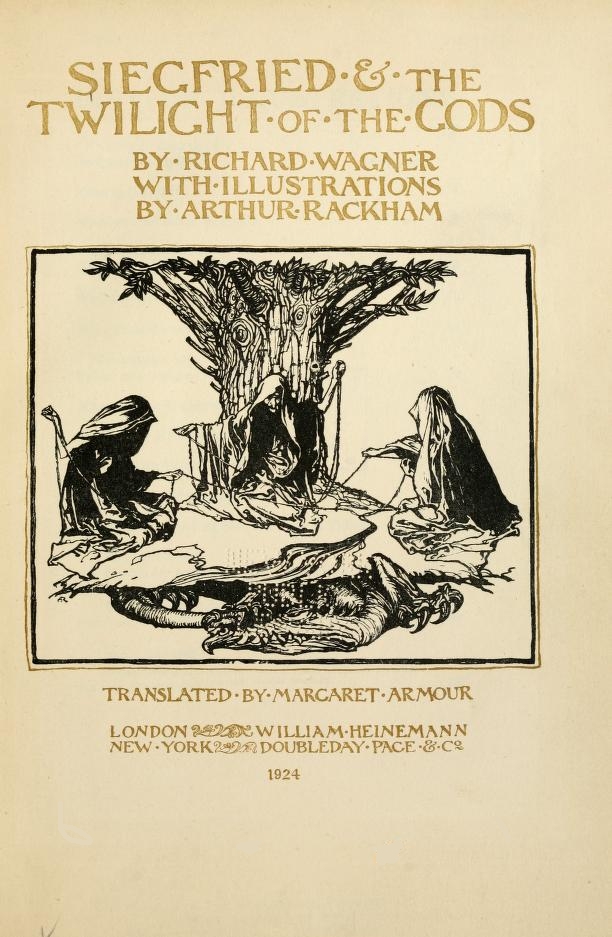 SIEGFRIED·&·THE
TWILIGHT·OF·THE·GODS
BY·RICHARD·WAGNER
WITH·ILLUSTRATIONS
BY·ARTHUR·RACKHAM
TRANSLATED·BY·MARGARET·ARMOUR
LONDON WILLIAM·HEINEMANN
NEW·YORK DOUBLEDAY·PAGE·&·Cº
1924